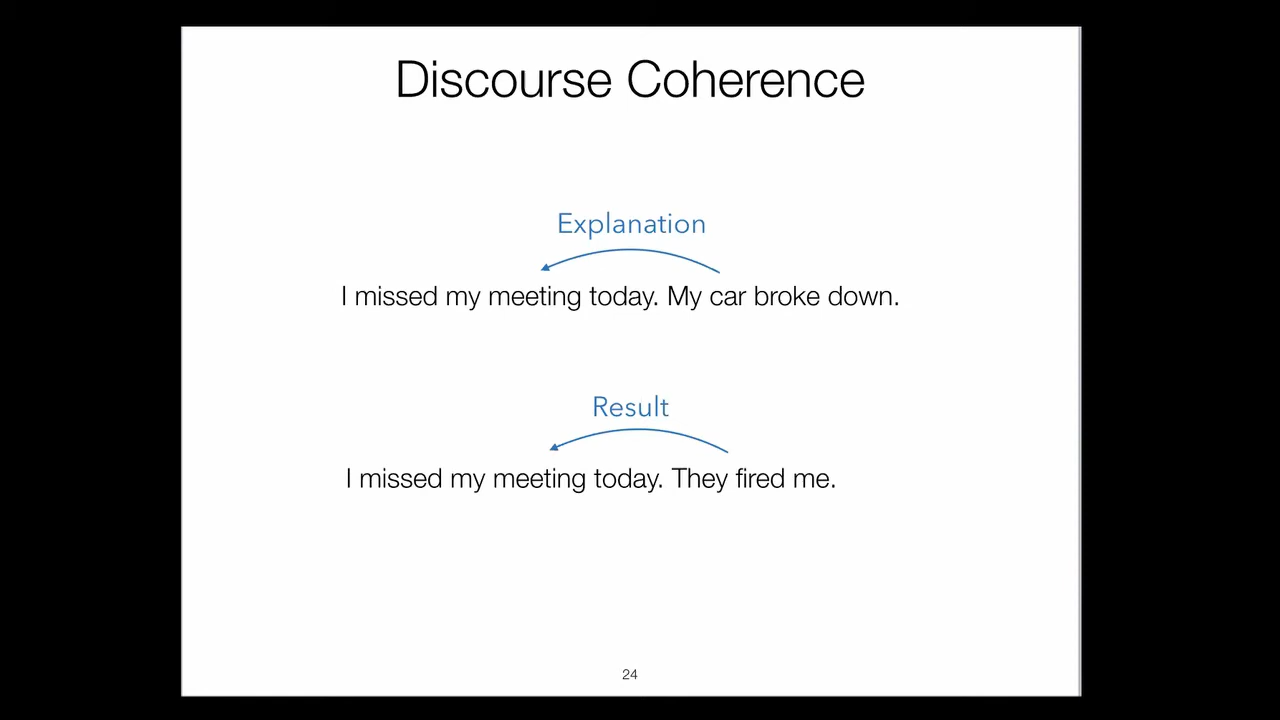 Discourse Coherence
Explanation
I missed my meeting today. My car broke down.
Result
I missed my meeting today. They fired me.
24